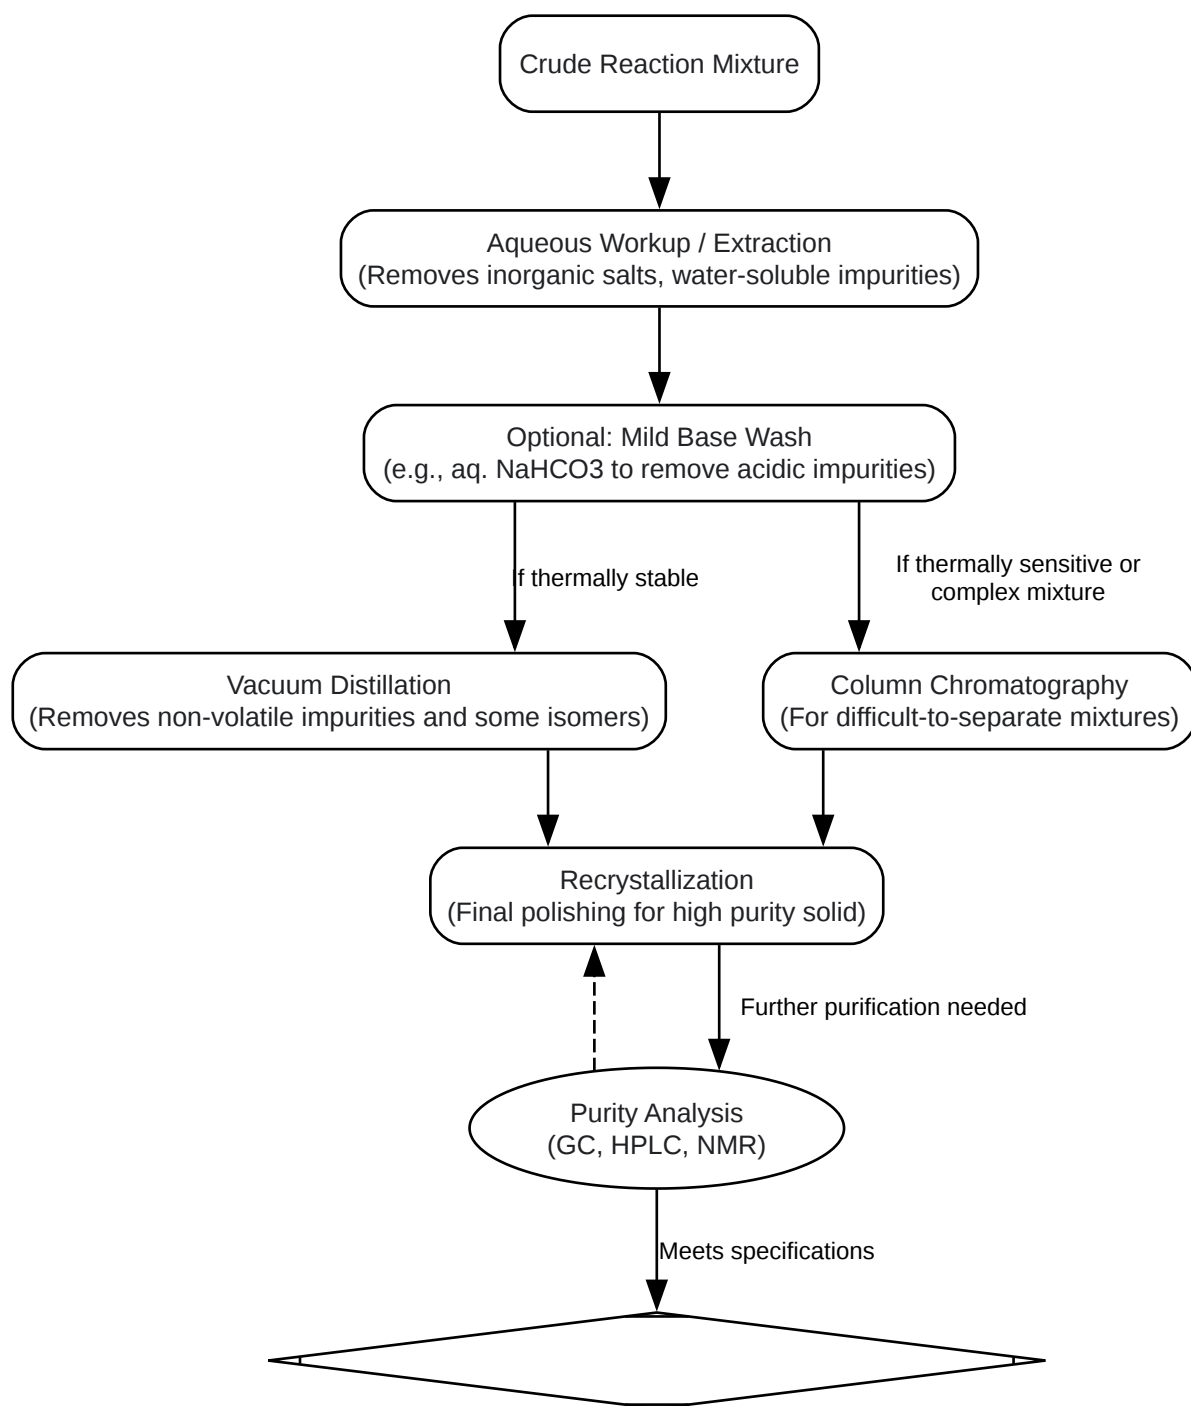 Crude Reaction Mixture
Aqueous Workup / Extraction
(Removes inorganic salts, water-soluble impurities)
Optional: Mild Base Wash
(e.g., aq. NaHCO3 to remove acidic impurities)
If thermally stable
If thermally sensitive or
complex mixture
Vacuum Distillation
(Removes non-volatile impurities and some isomers)
Column Chromatography
(For difficult-to-separate mixtures)
Recrystallization
(Final polishing for high purity solid)
Further purification needed
Purity Analysis
(GC, HPLC, NMR)
Meets specifications